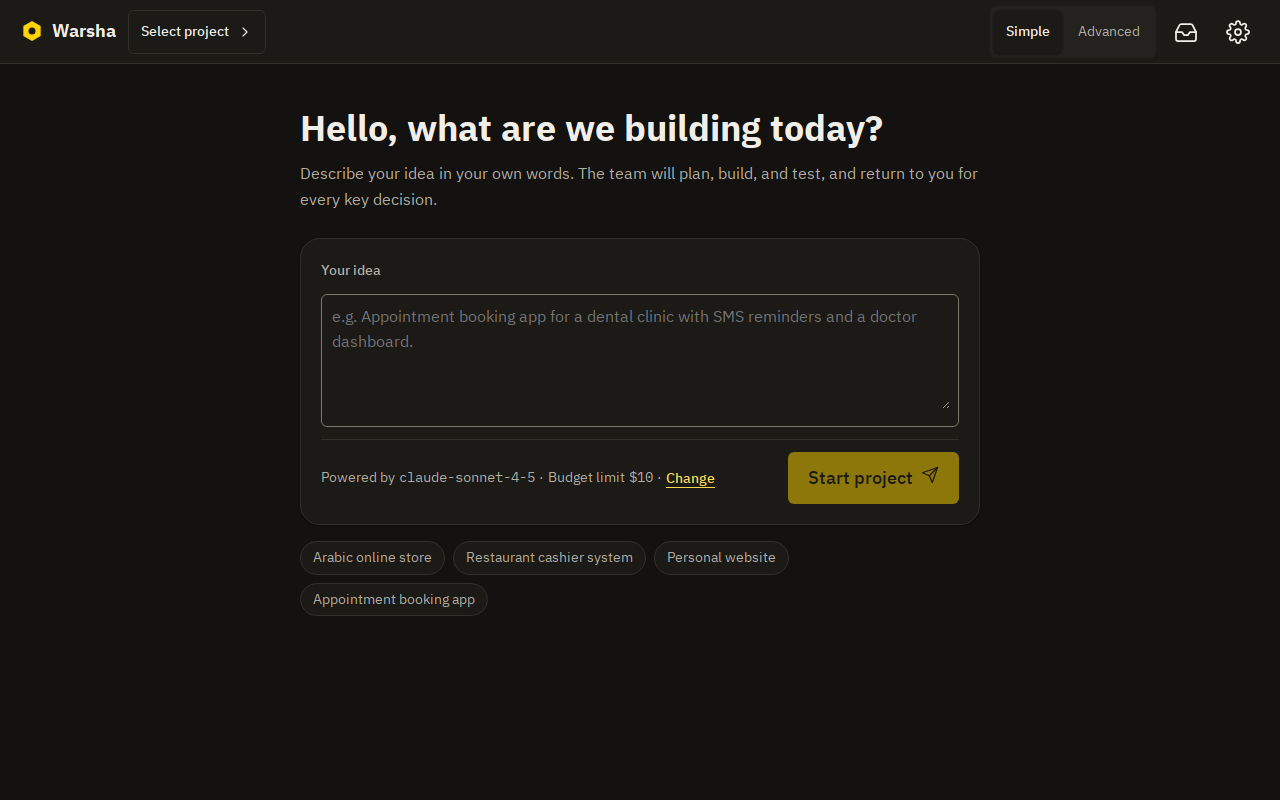 Warsha
Select project
Simple
Advanced
Hello, what are we building today?
Describe your idea in your own words. The team will plan, build, and test, and return to you for
every key decision.
Your idea
e.g. Appointment booking app for a dental clinic with SMS reminders and a doctor
dashboard.
Powered by claude-sonnet-4-5 · Budget limit $10 · Change
Start project
Arabic online store
Restaurant cashier system
Personal website
Appointment booking app